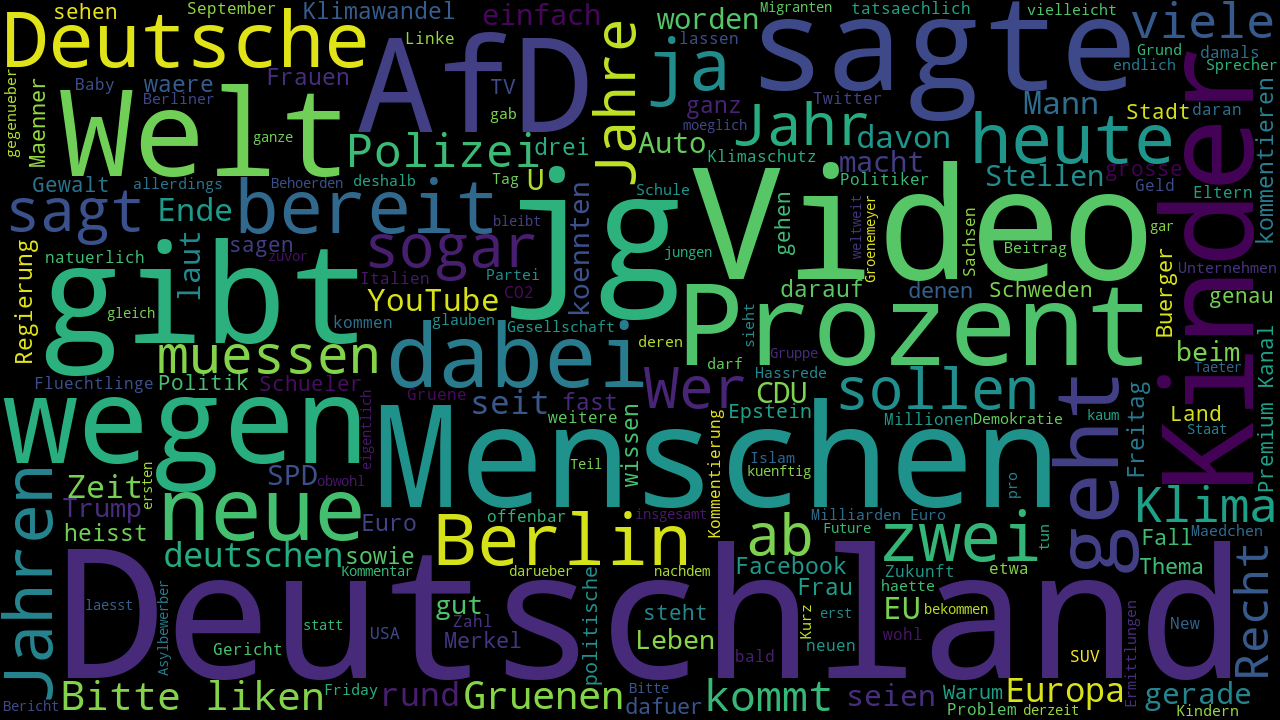 sehen
September
Klimawandel
einfach
Migranten
tatsaechlich
vielleicht
viele
Deutsche
Linke
AfD
Jahre
worden
lassen
sagte
Grund
damals
endlich
Sprecher
gegenueber
Maenner
Baby
waere
Frauen
Berliner
TV
gab
ja
ganz
Twitter
Mann
Stadt
daran
kommentieren
Welt
ganze
Polizei
drei
moeglich
Jahr
davon
heute
Auto
Klimaschutz
macht
Stellen
grosse
Gewalt
allerdings
Behoerden
deshalb
Tag
U
Schule
Politiker
Geld
Eltern
Kinder
sagt
Ende
bereit
bleibt
koennten
jg
Video
gehen
weltweit
Groenemeyer
Sachsen
gar
Regierung
natuerlich
laut
sagen
zuvor
sogar
Italien
Partei
jungen
Beitrag
Buerger
Unternehmen
gibt
gleich
YouTube
CO2
kommen
glauben
Gesellschaft
Prozent
darauf
denen
Schweden
genau
muessen
dabei
deren
sieht
darf
Gruppe
beim
Taeter
Fluechtlinge
Politik
Schueler
Gruene
seit
fast
Wer
CDU
Hassrede
sollen
geht
Freitag
Land
Staat
Premium Kanal
wegen
eigentlich
Menschen
weitere
wissen
Epstein
Millionen
Demokratie
kaum
Teil
Islam
kuenftig
Kommentierung
pro
Zeit
ersten
SPD
obwohl
Trump
neue
Euro
offenbar
insgesamt
Milliarden Euro
Klima
Jahren
heisst
Berlin
ab
Future
zwei
tun
Fall
Maedchen
deutschen
sowie
Kommentar
darueber
nachdem
Facebook
Zukunft
etwa
Thema
Recht
Deutschland
laesst
Asylbewerber
statt
USA
gut
Zahl
Merkel
politische
steht
Frau
haette
EU
bekommen
Kurz
erst
wohl
New
Gericht
Leben
neuen
bald
SUV
Ermittlungen
Bericht
Bitte liken
Friday
rund
Gruenen
Bitte
dafuer
kommt
seien
Warum
Problem
Europa
derzeit
gerade
Kindern